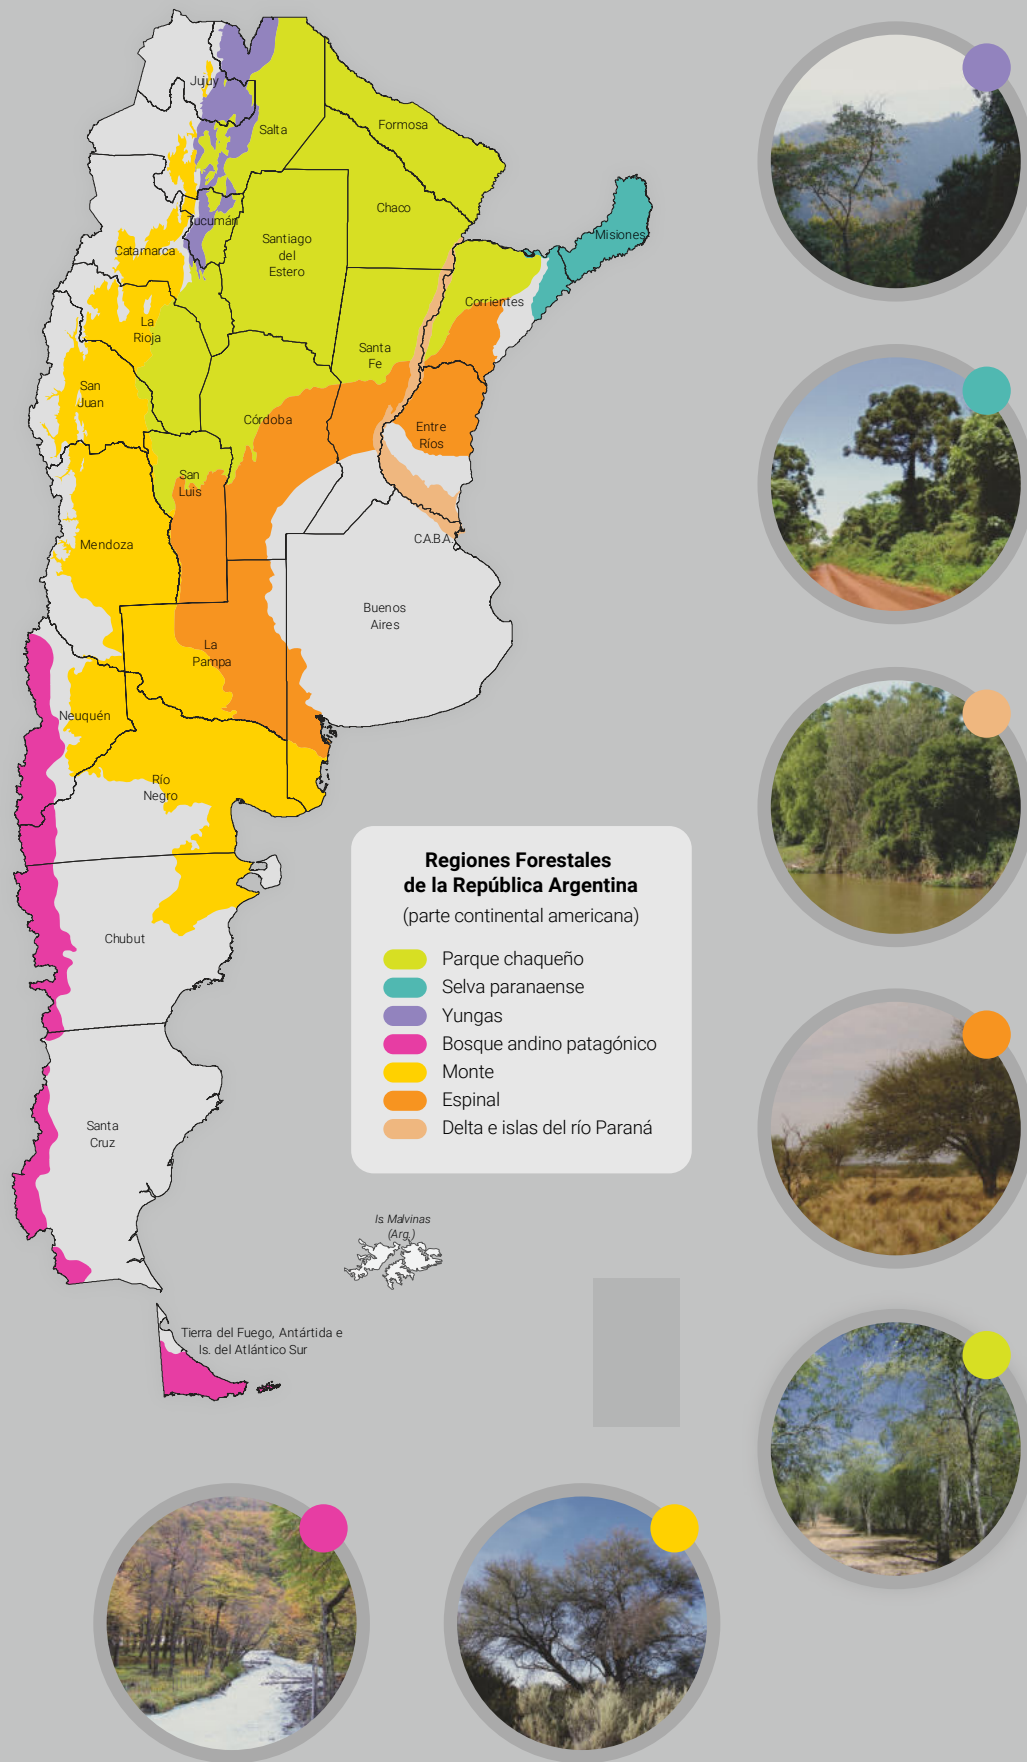 Jujuy
Salta
Formosa
Chaco
Misiones
Tucumán
Santiago
del
Estero
Catamarca
Corrientes
La
Rioja
Santa
Fe
San
Juan
Córdoba
Entre
Ríos
San
Luis
Mendoza
C.A.B.A.
Buenos
Aires
La
Pampa
Neuquén
Río
Negro
Chubut
Santa
Cruz
Regiones Forestales
de la República Argentina
(parte continental americana)
Parque chaqueño
Selva paranaense
Yungas
Bosque andino patagónico
Monte
Espinal
Delta e islas del río Paraná
Is. Malvinas
(Arg.)
Tierra del Fuego, Antártida e
Is. del Atlántico Sur